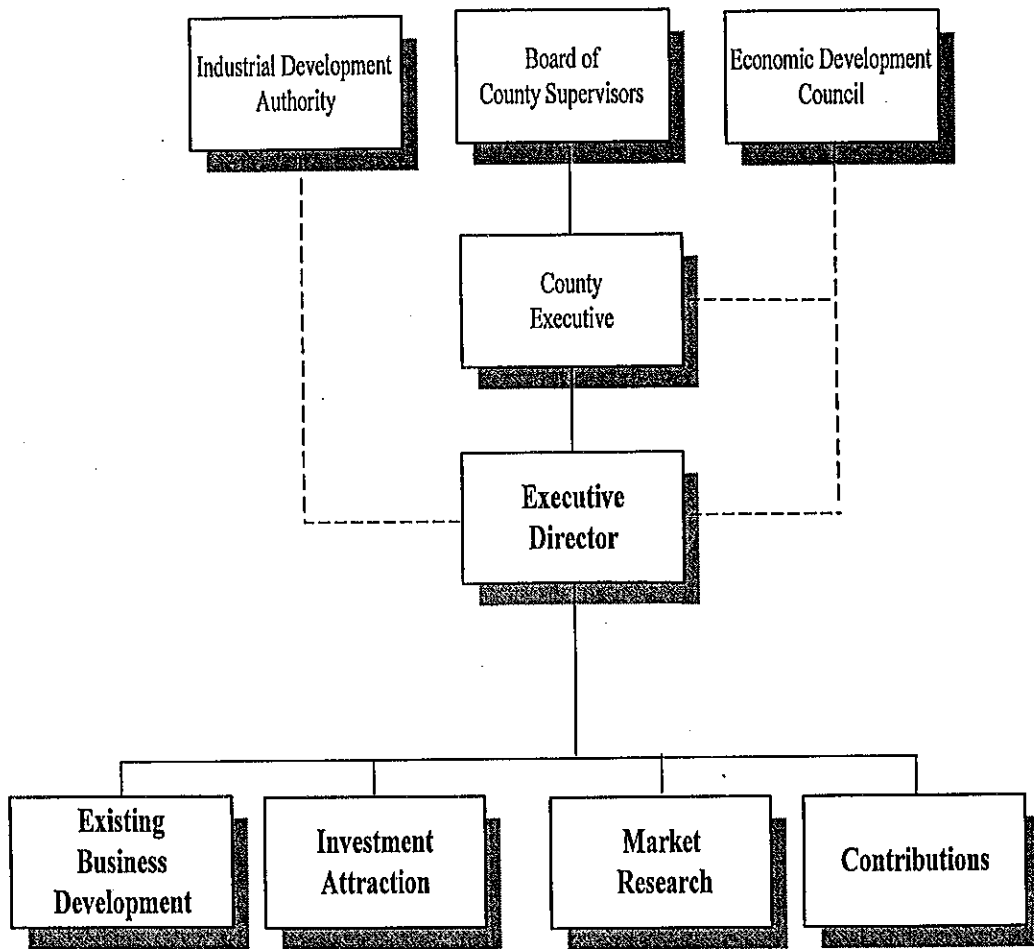 Industrial Development
Authority
Board of
County Supervisors
Economic Development
Council
County
Executive
Executive
Director
Existing
Business
Development
Investment
Attraction
Market
Research
Contributions